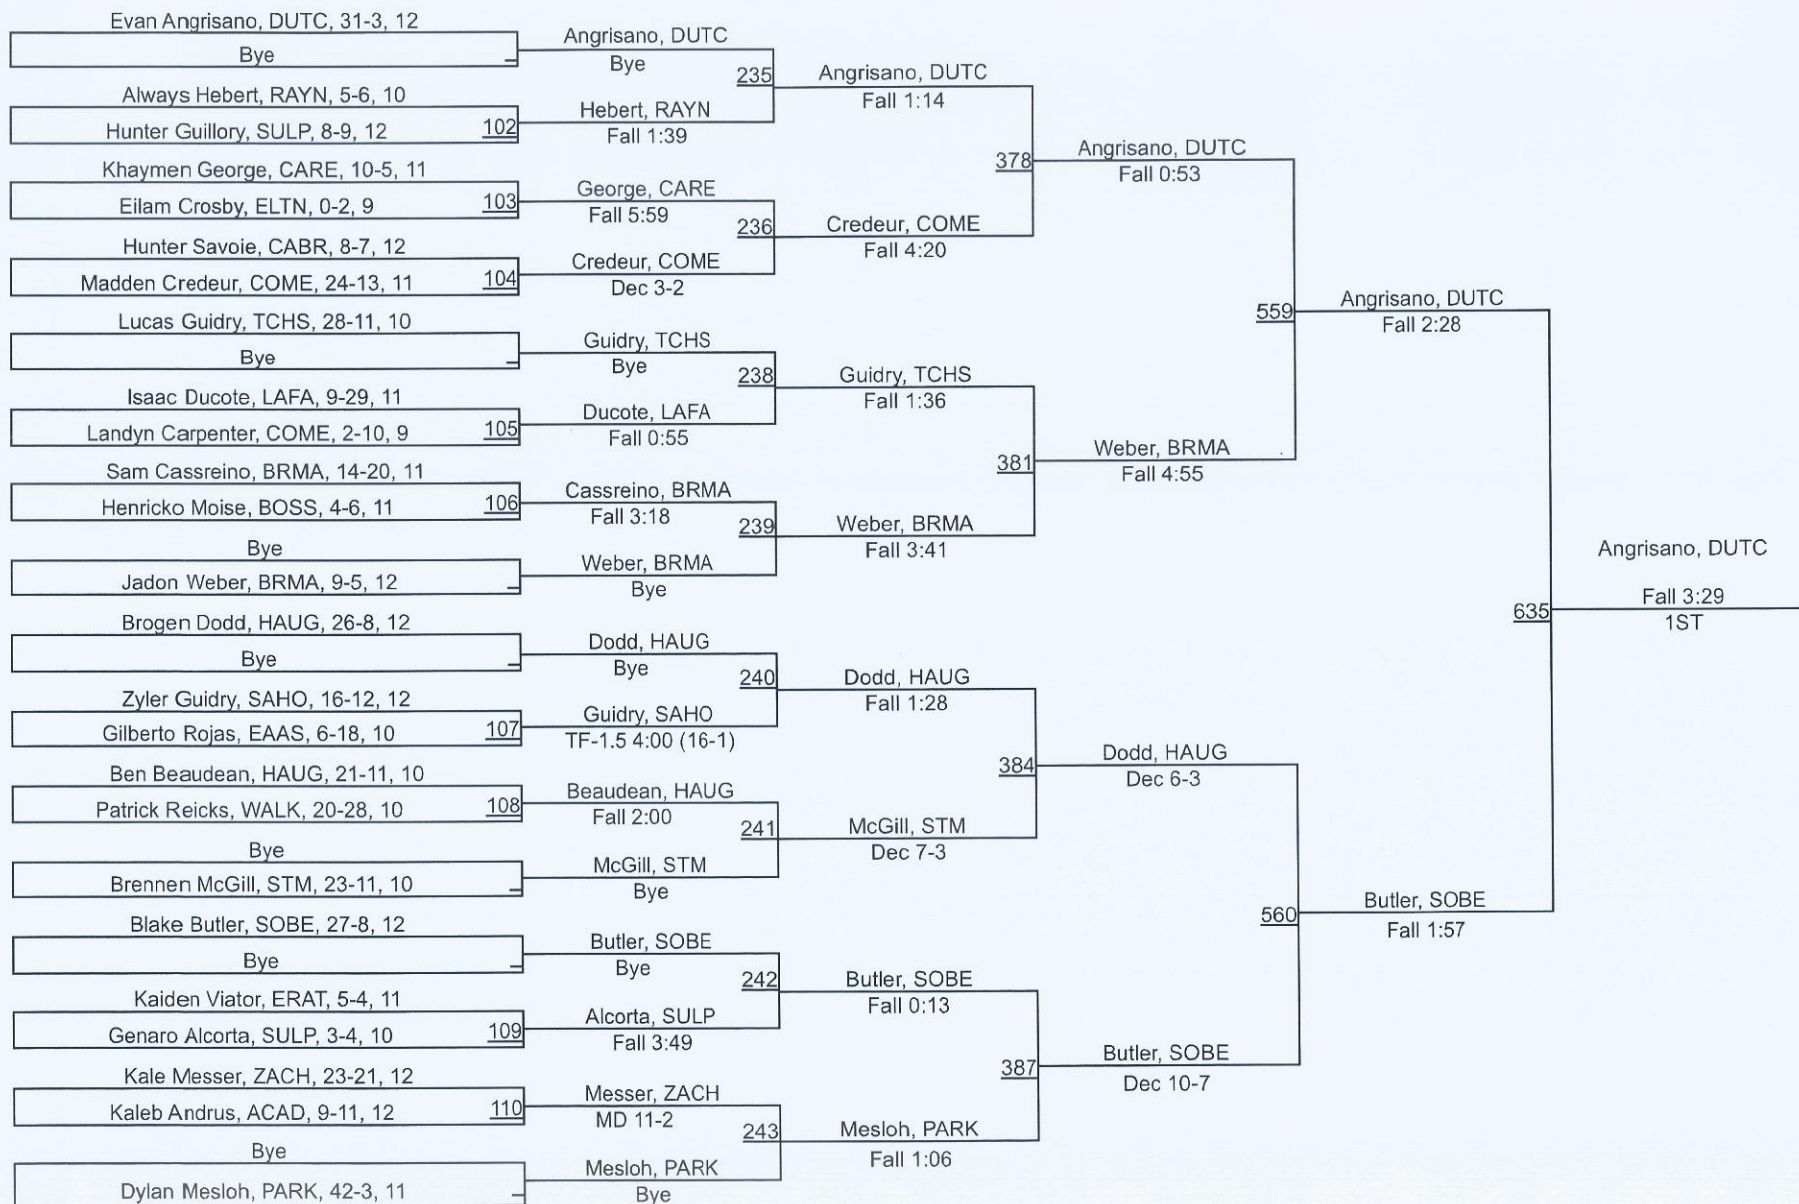 Evan Angrisano, DUTC, 31-3, 12
Bye
Always Hebert, RAYN, 5-6, 10
Hunter Guillory, SULP, 8-9, 12
102
Khaymen George, CARE, 10-5, 11
Eilam Crosby, ELTN, 0-2, 9
103
Hunter Savoie, CABR, 8-7, 12
Madden Credeur, COME, 24-13, 11
104
Lucas Guidry, TCHS, 28-11, 10
Bye
Isaac Ducote, LAFA, 9-29, 11
Landyn Carpenter, COME, 2-10, 9
105
Sam Cassreino, BRMA, 14-20, 11
Henricko Moise, BOSS, 4-6, 11
106
Bye
Jadon Weber, BRMA, 9-5, 12
Brogen Dodd, HAUG, 26-8, 12
Bye
Zyler Guidry, SAHO, 16-12, 12
Gilberto Rojas, EAAS, 6-18, 10
107
Ben Beaudean, HAUG, 21-11, 10
Patrick Reicks, WALK, 20-28, 10
108
Bye
Brennen McGill, STM, 23-11, 10
Blake Butler, SOBE, 27-8, 12
Bye
Kaiden Viator, ERAT, 5-4, 11
Genaro Alcorta, SULP, 3-4, 10
109
Kale Messer, ZACH, 23-21, 12
Kaleb Andrus, ACAD, 9-11, 12
110
Bye
Dylan Mesloh, PARK, 42-3, 11
Angrisano, DUTC
Bye
235
Hebert, RAYN
Fall 1:39
George, CARE
Fall 5:59
236
Credeur, COME
Dec 3-2
Guidry, TCHS
Bye
238
Ducote, LAFA
Fall 0:55
Cassreino, BRMA
Fall 3:18
239
Weber, BRMA
Bye
Dodd, HAUG
Bye
240
Guidry, SAHO
TF-1.5 4:00 (16-1)
Beaudean, HAUG
Fall 2:00
241
McGill, STM
Bye
Butler, SOBE
Bye
242
Alcorta, SULP
Fall 3:49
Messer, ZACH
MD 11-2
243
Mesloh, PARK
Bye
Angrisano, DUTC
Fall 1:14
378
Credeur, COME
Fall 4:20
Guidry, TCHS
Fall 1:36
381
Weber, BRMA
Fall 3:41
Dodd, HAUG
Fall 1:28
384
McGill, STM
Dec 7-3
Butler, SOBE
Fall 0:13
387
Mesloh, PARK
Fall 1:06
Angrisano, DUTC
Fall 0:53
559
Weber, BRMA
Fall 4:55
Dodd, HAUG
Dec 6-3
560
Butler, SOBE
Dec 10-7
Angrisano, DUTC
Fall 2:28
635
Butler, SOBE
Fall 1:57
Angrisano, DUTC
Fall 3:29
1ST